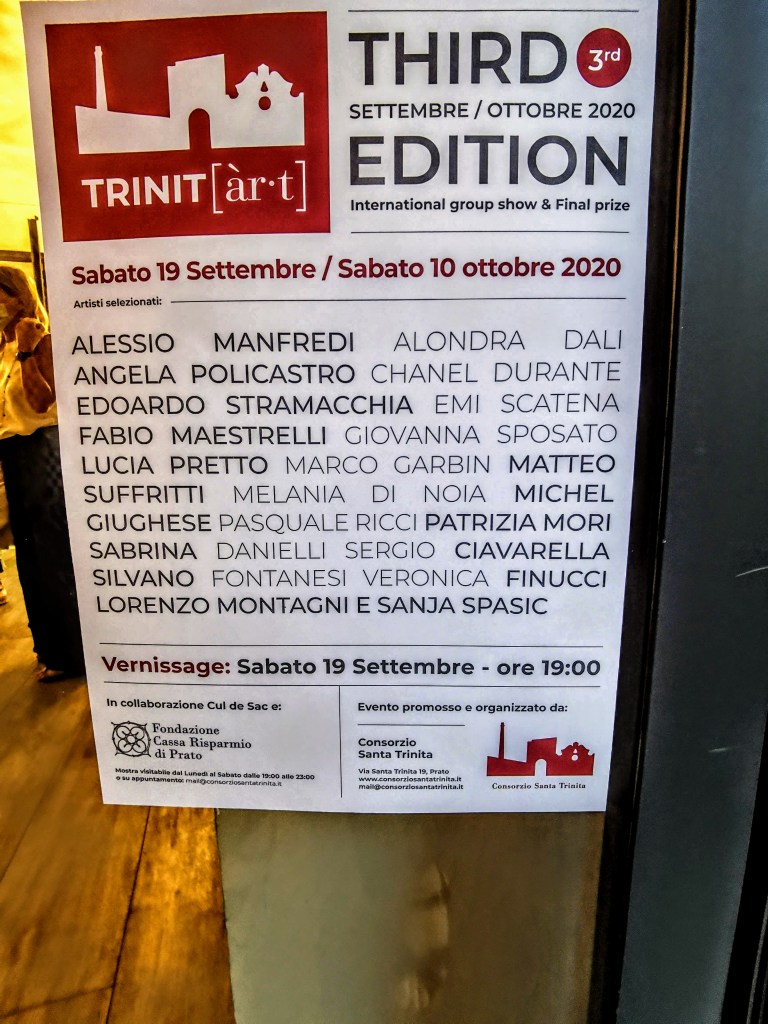 THIRD 3rd
SETTEMBRE / OTTOBRE 2020
EDITION
International group show & Final prize
TRINIT[àr·t]
Sabato 19 Settembre / Sabato 10 ottobre 2020
Artisti selezionati:
ALESSIO MANFREDI ALONDRA DALI
ANGELA POLICASTRO CHANEL DURANTE
EDOARDO STRAMACCHIA EMI SCATENA
FABIO MAESTRELLI GIOVANNA SPOSATO
LUCIA PRETTO MARCO GARBIN MATTEO
SUFFRITTI MELANIA DI NOIA MICHEL
GIUGHESE PASQUALE RICCI PATRIZIA MORI
SABRINA DANIELLI SERGIO CIAVARELLA
SILVANO FONTANESI VERONICA FINUCCI
LORENZO MONTAGNI E SANJA SPASIC
Vernissage: Sabato 19 Settembre - ore 19:00
In collaborazione Cul de Sac e:
Fondazione
Cassa Risparmio
di Prato
Mostra visitabile dal Lunedì al Sabato dalle 19:00 alle 23:00
o su appuntamento: mail@consorziosantatrinita.it
Evento promosso e organizzato da:
Consorzio
Santa Trinita
Via Santa Trinita 19, Prato
www.consorziosantatrinita.it
mail@consorziosantatrinita.it
Consorzio Santa Trinita